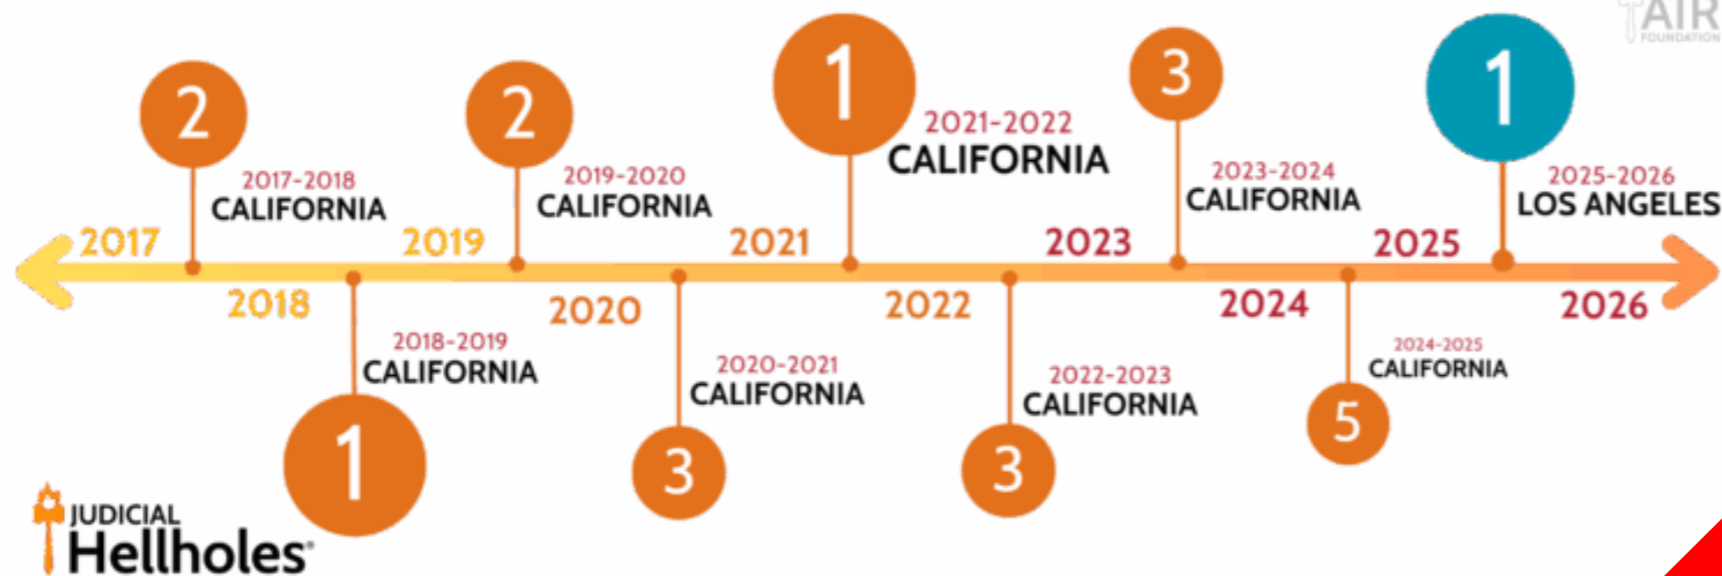 ATR
FOUNDATION
2
2017-2018
CALIFORNIA
2
2019-2020
CALIFORNIA
1
2021-2022
CALIFORNIA
3
2023-2024
CALIFORNIA
1
2025-2026
LOS ANGELES
2017
2019
2021
2023
2025
2018
2020
2022
2024
2026
2018-2019
CALIFORNIA
1
2020-2021
CALIFORNIA
3
2022-2023
CALIFORNIA
3
2024-2025
CALIFORNIA
5
JUDICIAL
Hellholes®